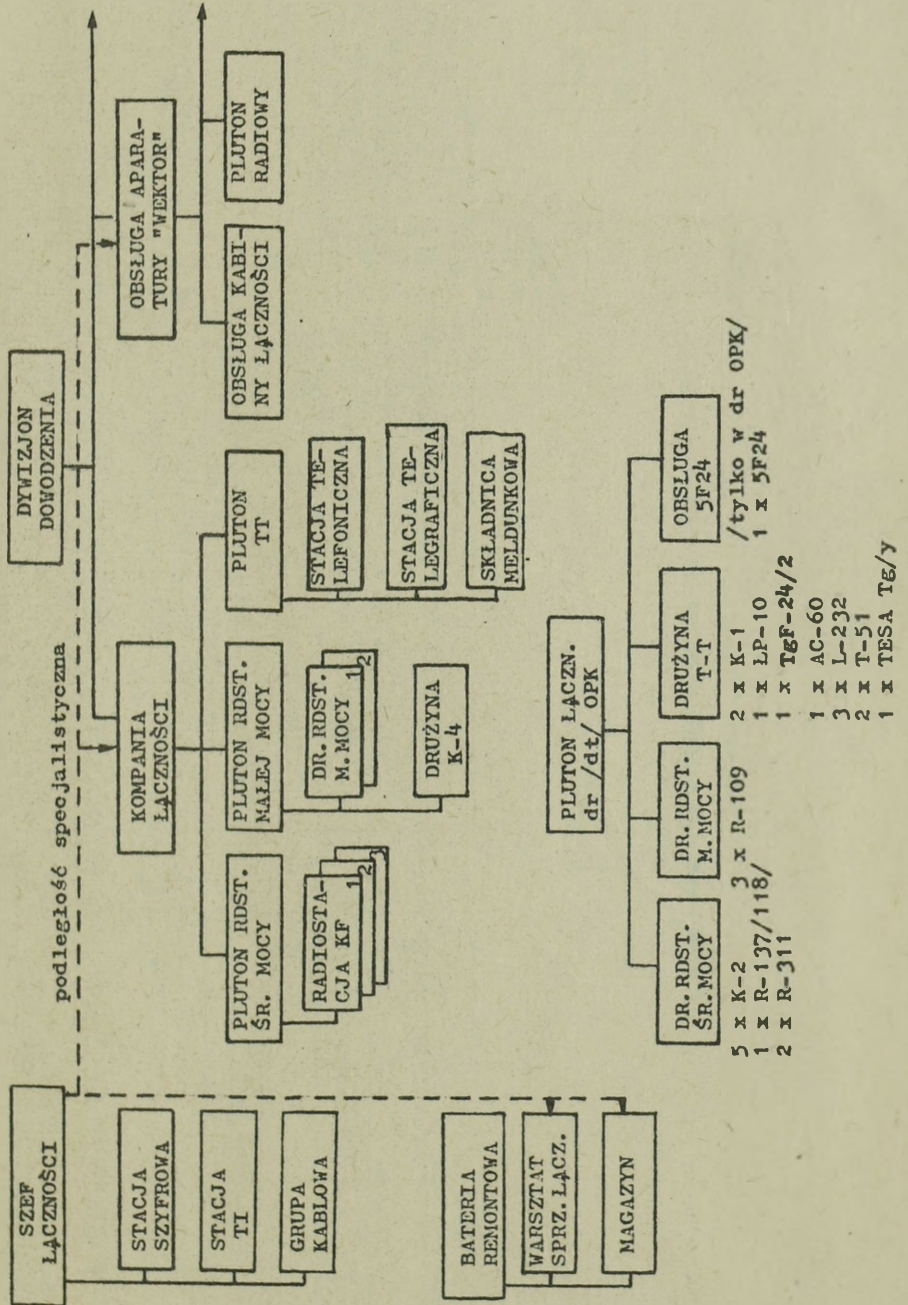 SZEF
ŁĄCZNOŚCI
STACJA
SZYFROWA
STACJA
TI
GRUPA
KABLOWA
BATERIA
REMONTOWA
WARSZTAT
SPRZ. ŁĄCZ.
MAGAZYN
podległość specjalistyczna
DYWIZJON
DOWODZENIA
KOMPANIA
ŁĄCZNOŚCI
OBSŁUGA APARA-
TURY "WEKTOR"
PLUTON RDST.
ŚR. MOCY
RADIOSTA-
CJA KF
1
2
3
PLUTON RDST.
MAŁEJ MOCY
DR. RDST.
M. MOCY
1
2
DRUŻYNA
K-4
PLUTON
TT
STACJA TE-
LEFONICZNA
STACJA TE-
LEGRAFICZNA
SKŁADNICA
MELDUNKOWA
OBSŁUGA KABI-
NY ŁĄCZNOŚCI
PLUTON
RADIOWY
PLUTON ŁĄCZN.
dr /dt/ OPK
DR. RDST.
ŚR. MOCY
5 x K-2
1 x R-137/118/
2 x R-311
DR. RDST.
M. MOCY
3 x R-109
DRUŻYNA
T-T
2 x K-1
1 x ŁP-10
1 x TgF-24/2
1 x AC-60
3 x L-232
2 x T-51
1 x TESA Tg/y
OBSŁUGA
5F24
/tylko w dr OPK/
1 x 5F24